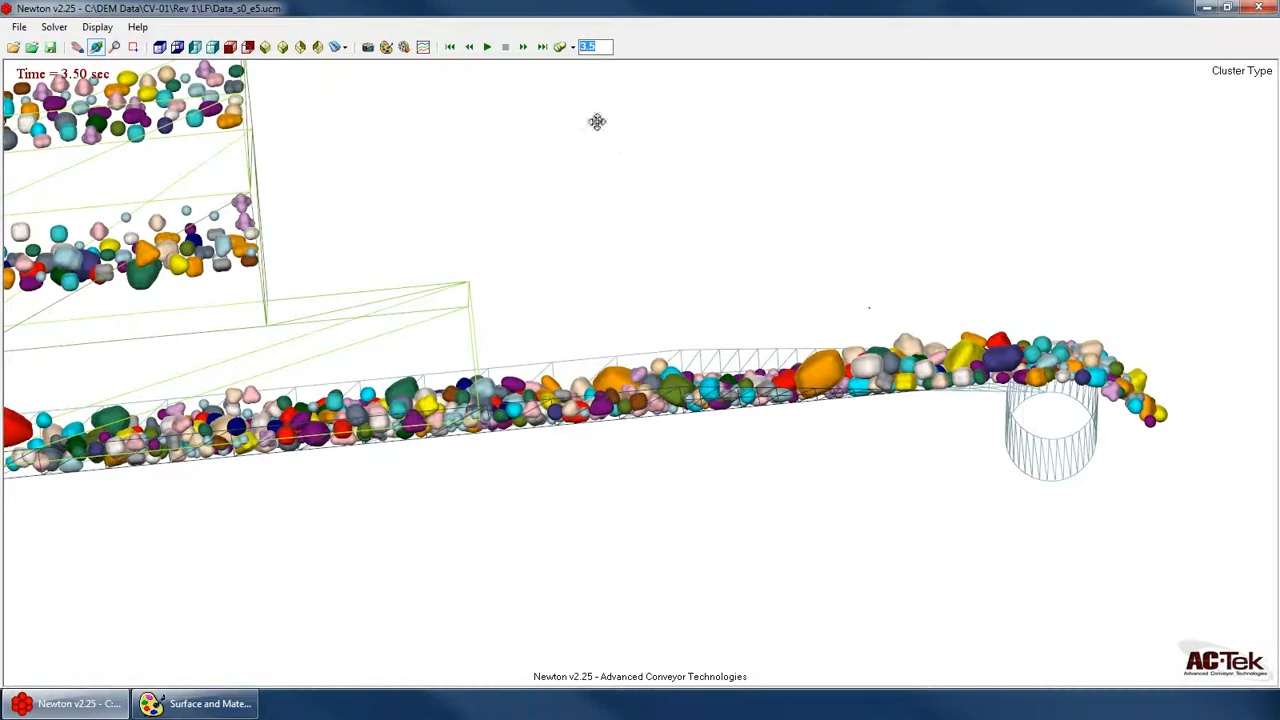 Newton v2.25 - C:\DEM Data\CV-01\Rev 1\LF\Data_s0_e5.ucm
File Solver Display Help
3.5
Time = 3.50 sec
Cluster Type
AC-Tek
Advanced Conveyor Technologies
Newton v2.25 - Advanced Conveyor Technologies
Newton v2.25 - C:...
Surface and Mate...